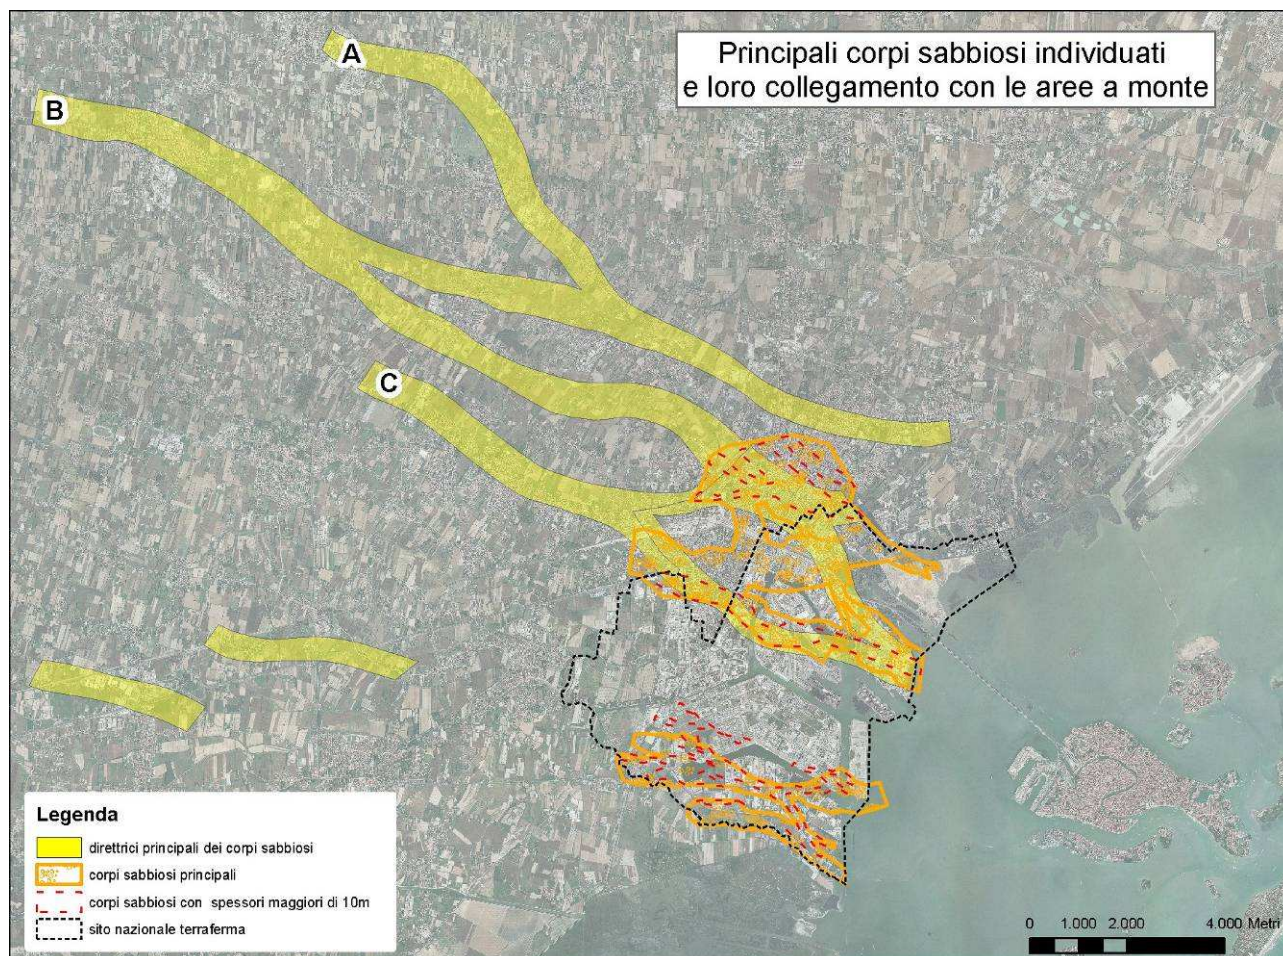 Principali corpi sabbiosi individuati
e loro collegamento con le aree a monte
A
B
C
Legenda
direttrici principali dei corpi sabbiosi
corpi sabbiosi principali
corpi sabbiosi con spessori maggiori di 10m
sito nazionale terraferma
0 1.000 2.000 4.000 Metri